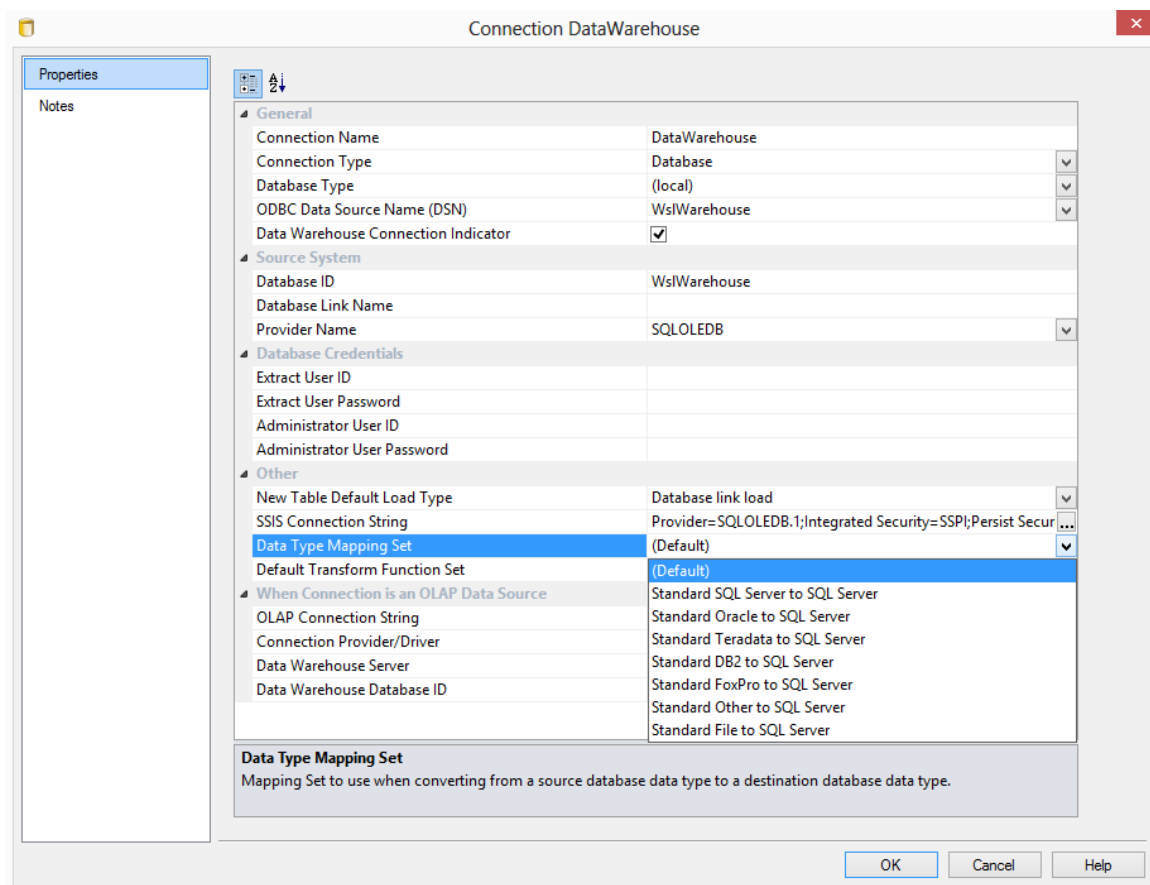 Connection DataWarehouse
Properties
Notes
General
Connection Name DataWarehouse
Connection Type Database
Database Type (local)
ODBC Data Source Name (DSN) WslWarehouse
Data Warehouse Connection Indicator
Source System
Database ID WslWarehouse
Database Link Name
Provider Name SQLOLEDB
Database Credentials
Extract User ID
Extract User Password
Administrator User ID
Administrator User Password
Other
New Table Default Load Type Database link load
SSIS Connection String Provider=SQLOLEDB.1;Integrated Security=SSPI;Persist Secur ...
Data Type Mapping Set (Default)
Default Transform Function Set (Default)
When Connection is an OLAP Data Source Standard SQL Server to SQL Server
OLAP Connection String Standard Oracle to SQL Server
Connection Provider/Driver Standard Teradata to SQL Server
Data Warehouse Server Standard DB2 to SQL Server
Data Warehouse Database ID Standard FoxPro to SQL Server
Standard Other to SQL Server
Standard File to SQL Server
Data Type Mapping Set
Mapping Set to use when converting from a source database data type to a destination database data type.
OK Cancel Help